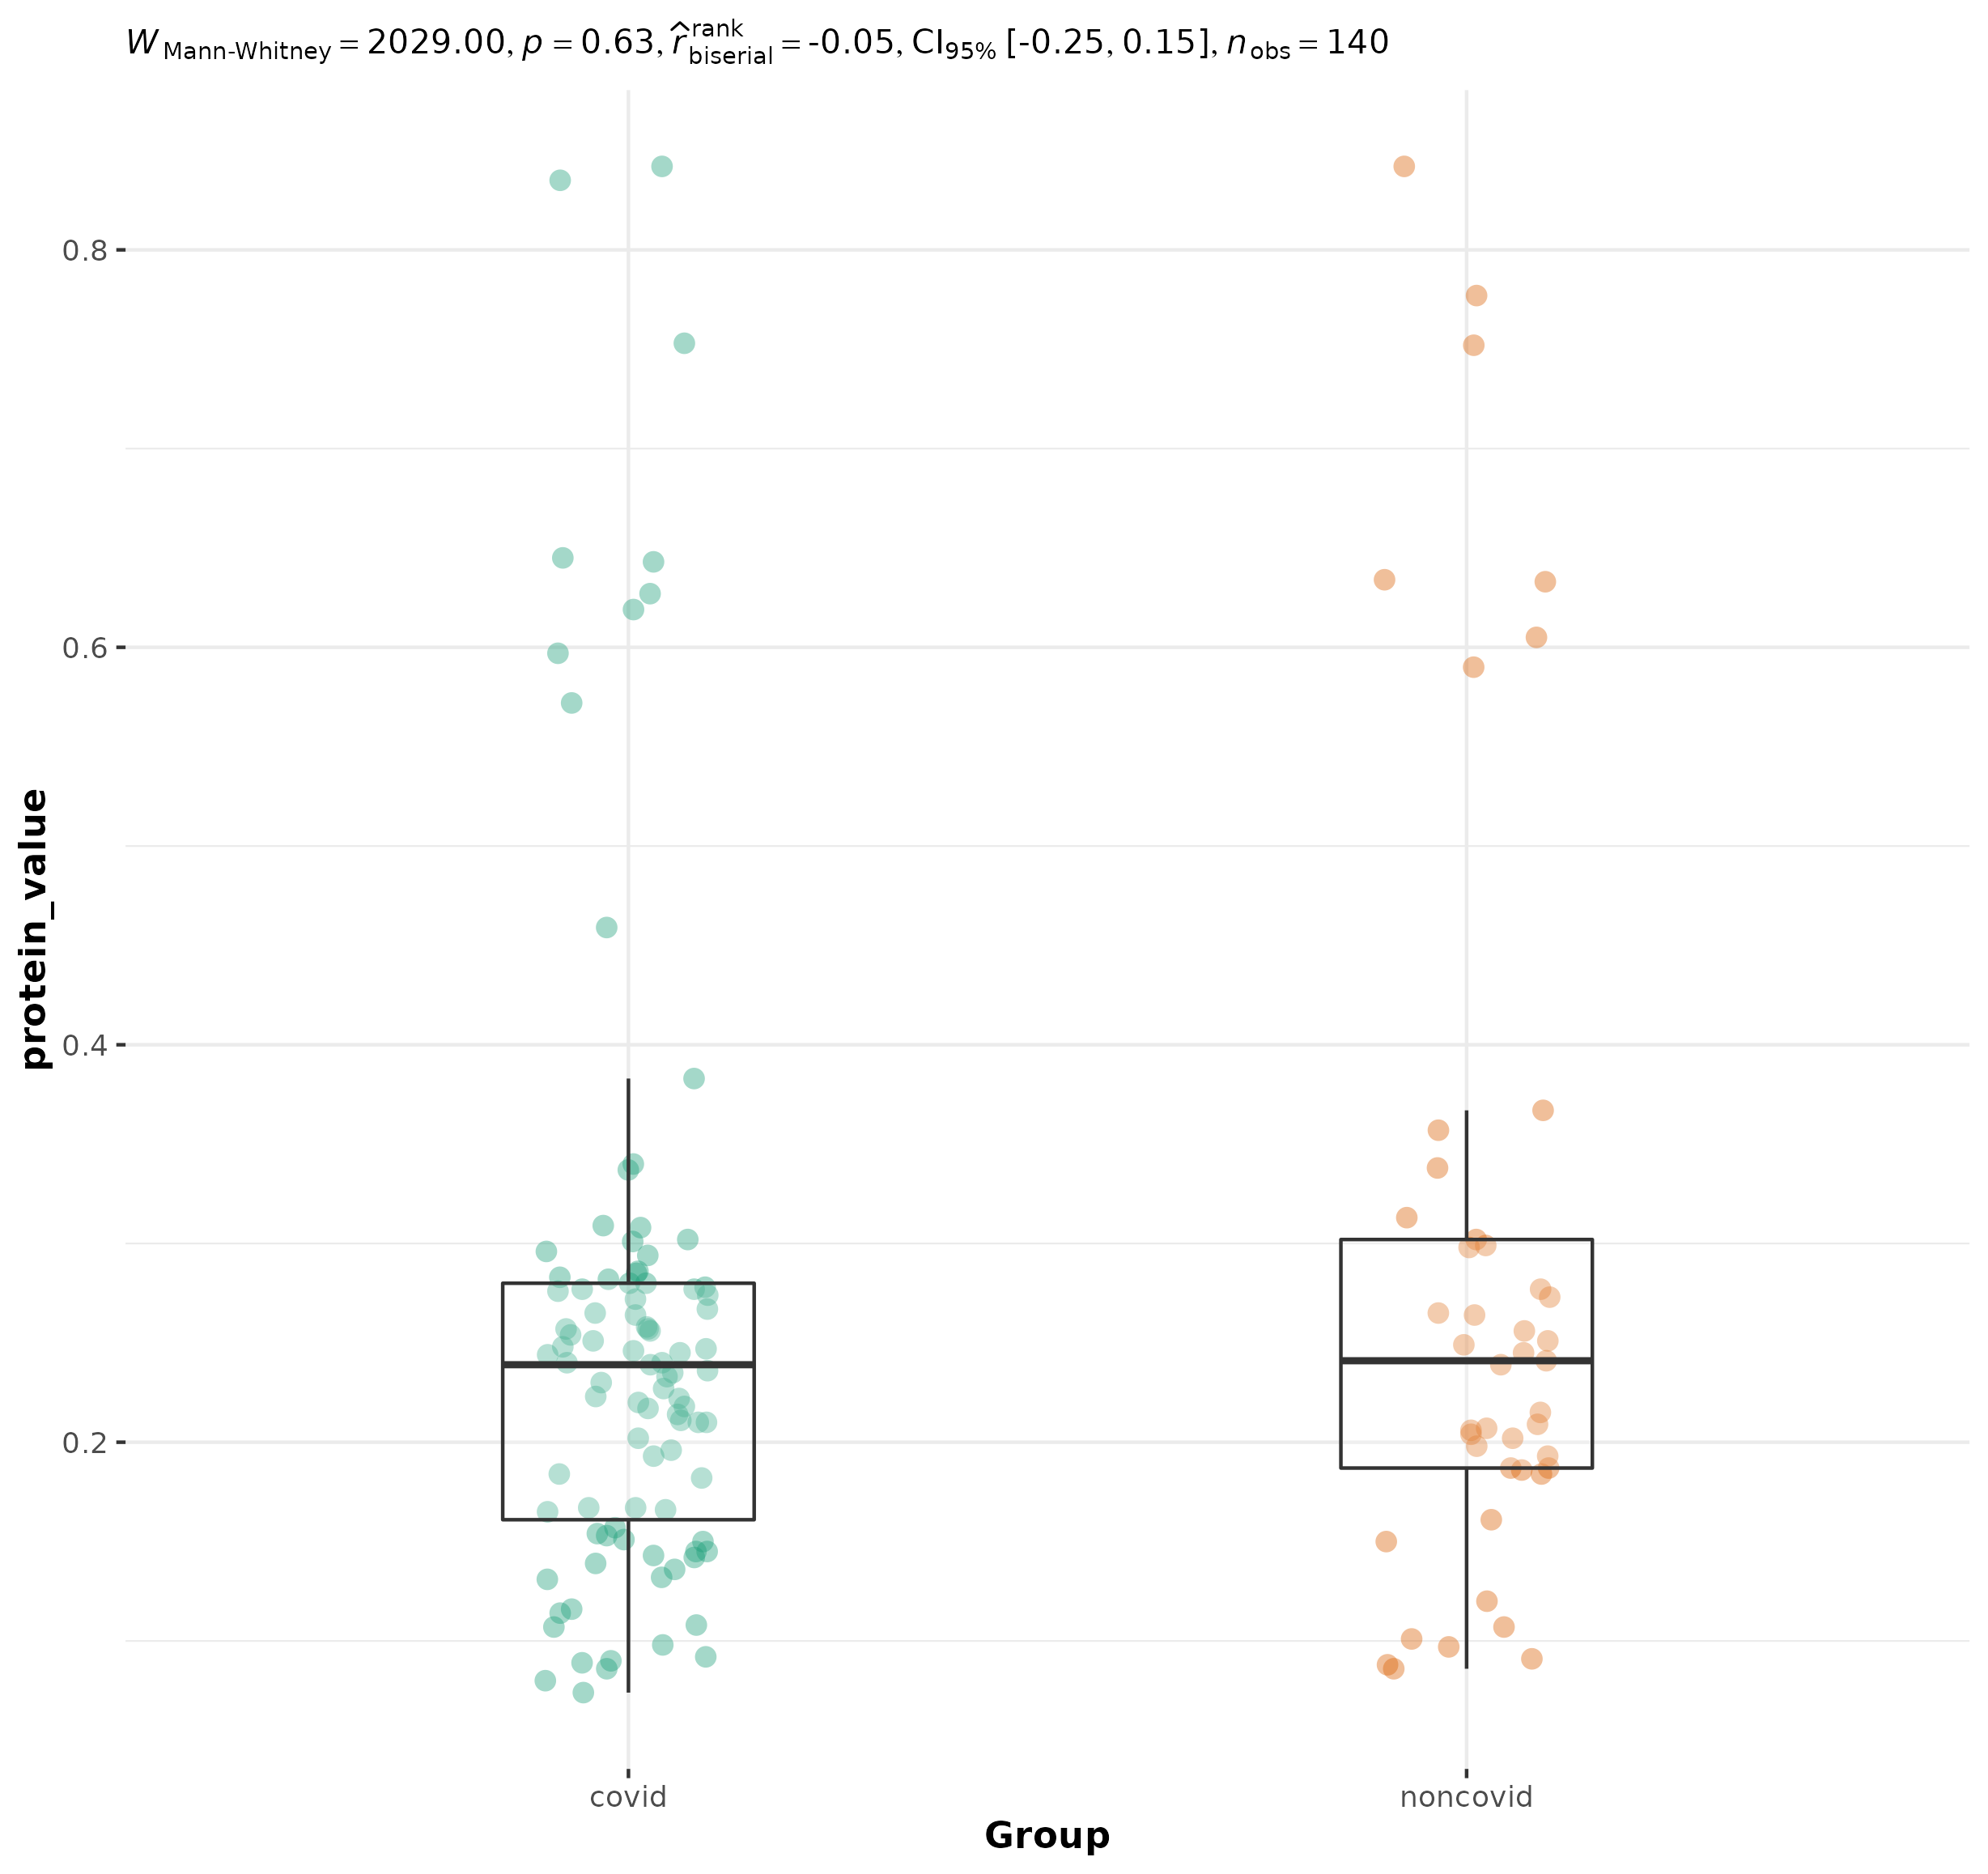 W Mann-Whitney = 2029.00, p = 0.63, r̂ rank biserial = -0.05, CI95% [-0.25, 0.15], nobs = 140
protein_value
0.8
0.6
0.4
0.2
covid noncovid
Group